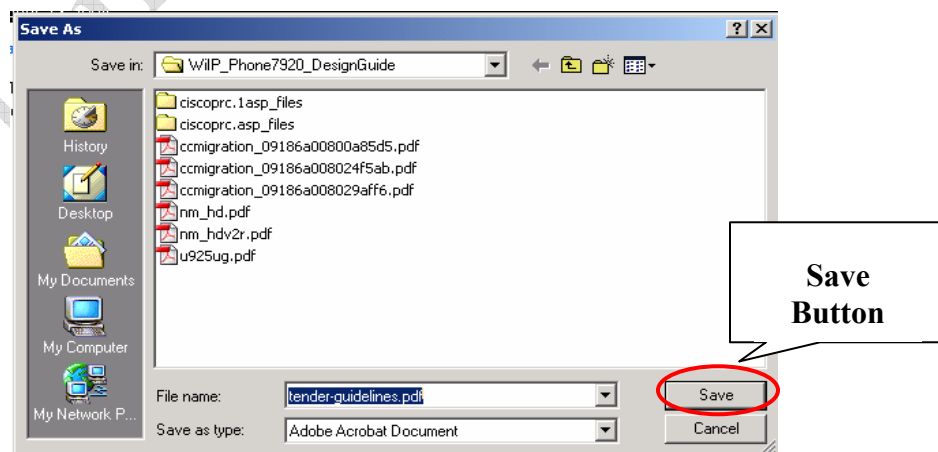 Save As
Save in: WiIP_Phone7920_DesignGuide
History
Desktop
My Documents
My Computer
My Network P...
ciscoprc.1asp_files
ciscoprc.asp_files
ccmigration_09186a00800a85d5.pdf
ccmigration_09186a008024f5ab.pdf
ccmigration_09186a008029aff6.pdf
nm_hd.pdf
nm_hdv2r.pdf
u925ug.pdf
Save
Button
File name: tender-guidelines.pdf Save
Save as type: Adobe Acrobat Document Cancel